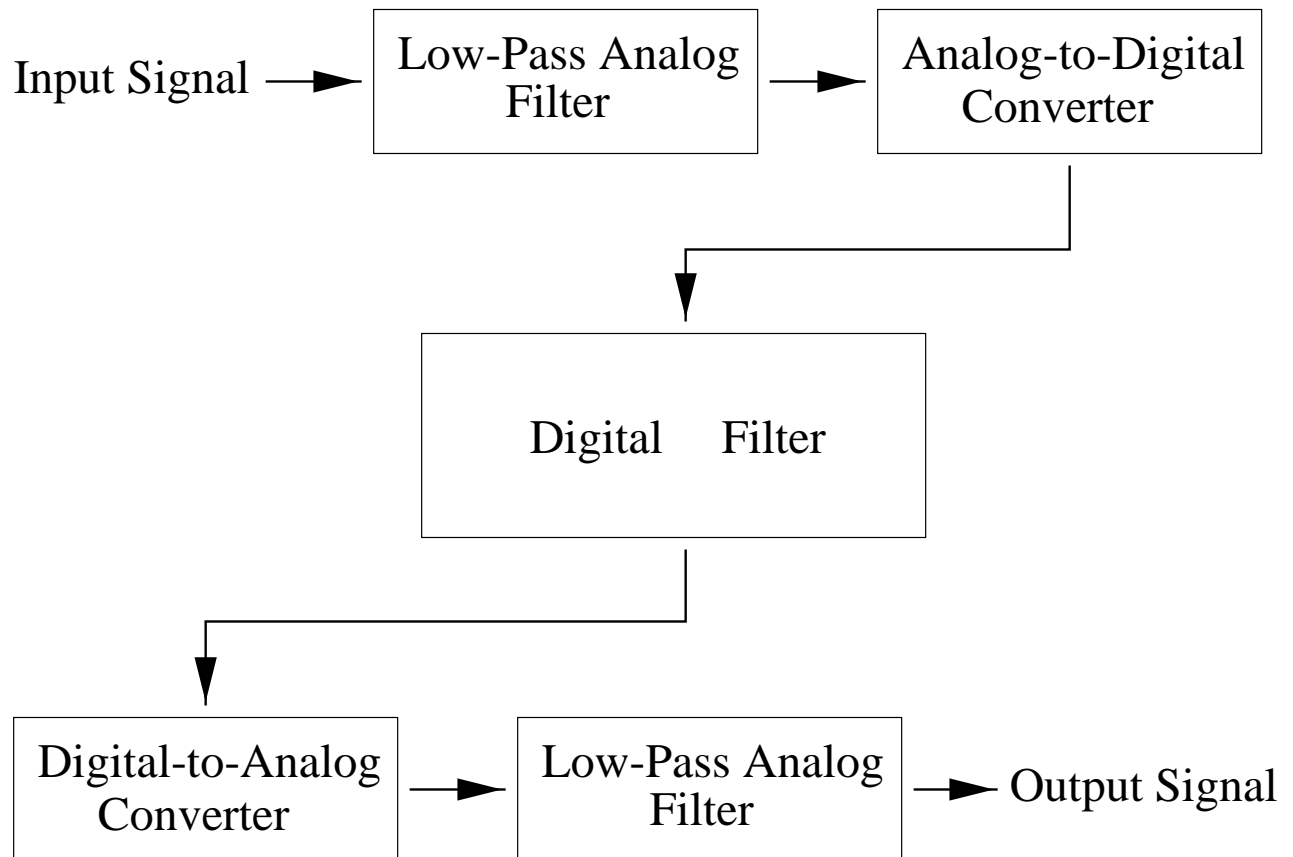 Input Signal
Low-Pass Analog
Filter
Analog-to-Digital
Converter
Digital Filter
Digital-to-Analog
Converter
Low-Pass Analog
Filter
Output Signal